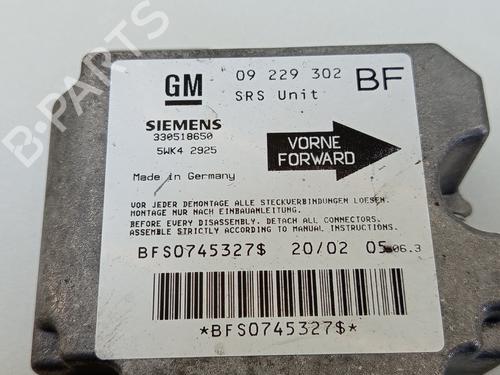 GM
09 229 302
BF
SRS Unit
SIEMENS
330518650
5WK4 2925
VORNE
FORWARD
Made in Germany
VOR JEDER DEMONTAGE ALLE STECKVERBINDUNGEN LOESEN.
MONTAGE NUR NACH EINBAUANLEITUNG.
BEFORE EVERY DISASSEMBLY. DETACH ALL CONNECTORS.
ASSEMBLE STRICTLY ACCORDING TO MANUAL INSTRUCTIONS.
BFS0745327$ 20/02 05.06.3
*BFS0745327$*
B-PARTS